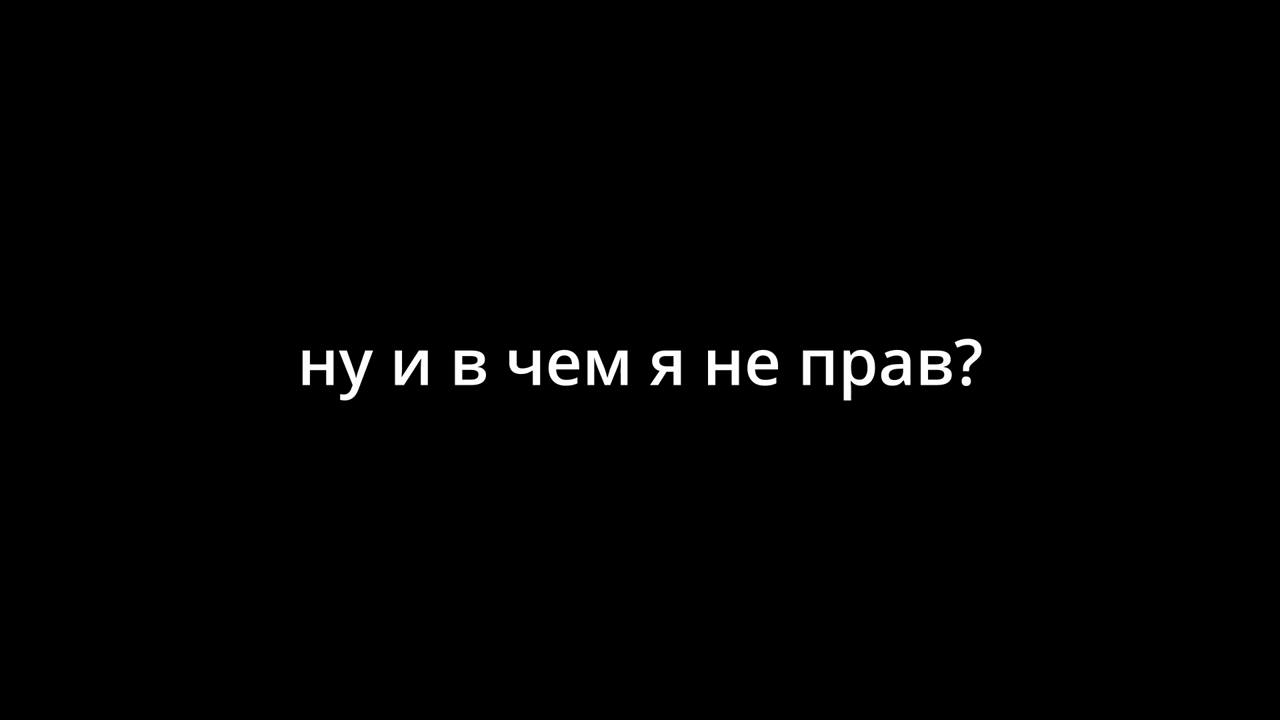 ну и в чем я не прав?